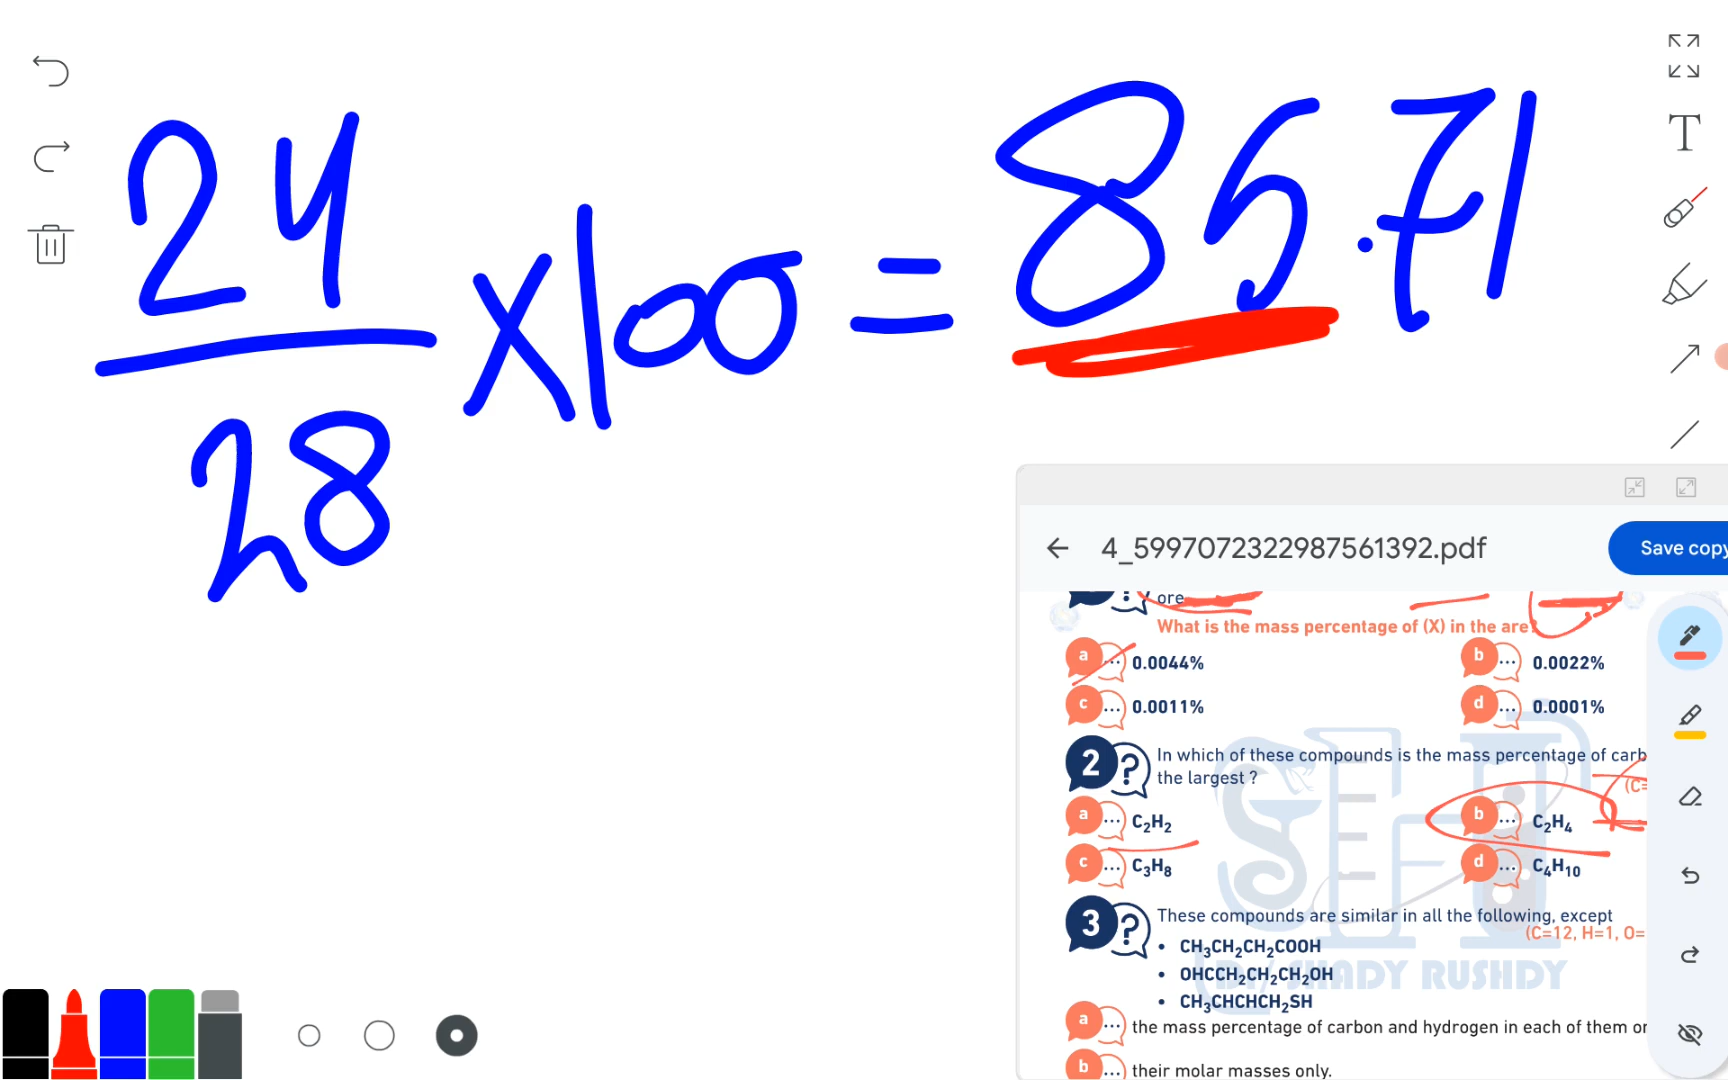 24
28
x100 = 85.71
T
4_5997072322987561392.pdf
Save copy
ore
What is the mass percentage of (X) in the are
a ... 0.0044%
b ... 0.0022%
c ... 0.0011%
d ... 0.0001%
2 ? In which of these compounds is the mass percentage of carb
the largest ?
(C=
a ... C₂H₂
b ... C₂H₄
c ... C₃H₈
d ... C₄H₁₀
3 ? These compounds are similar in all the following, except
(C=12, H=1, O=
• CH₃CH₂CH₂COOH
• OHCCH₂CH₂CH₂OH
• CH₃CHCHCH₂SH
SHADY RUSHDY
a ... the mass percentage of carbon and hydrogen in each of them or
b ... their molar masses only.